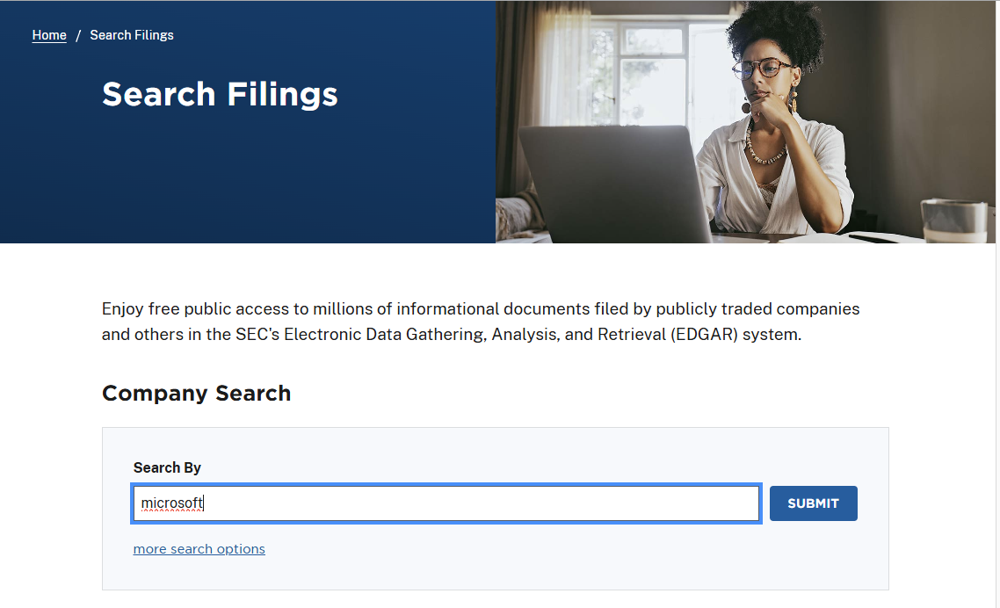 Home / Search Filings
Search Filings
Enjoy free public access to millions of informational documents filed by publicly traded companies
and others in the SEC's Electronic Data Gathering, Analysis, and Retrieval (EDGAR) system.
Company Search
Search By
microsoft
SUBMIT
more search options